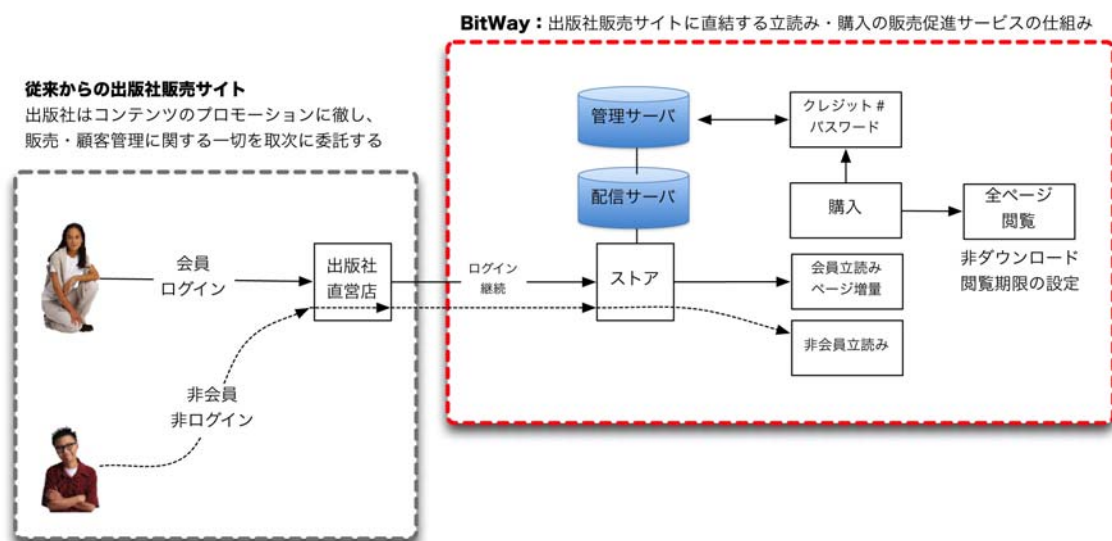 BitWay：出版社販売サイトに直結する立読み・購入の販売促進サービスの仕組み
従来からの出版社販売サイト
出版社はコンテンツのプロモーションに徹し、
販売・顧客管理に関する一切を取次に委託する
会員
ログイン
出版社
直営店
非会員
非ログイン
ログイン
継続
管理サーバ
配信サーバ
ストア
クレジット#
パスワード
購入
全ページ
閲覧
非ダウンロード
閲覧期限の設定
会員立読み
ページ増量
非会員立読み